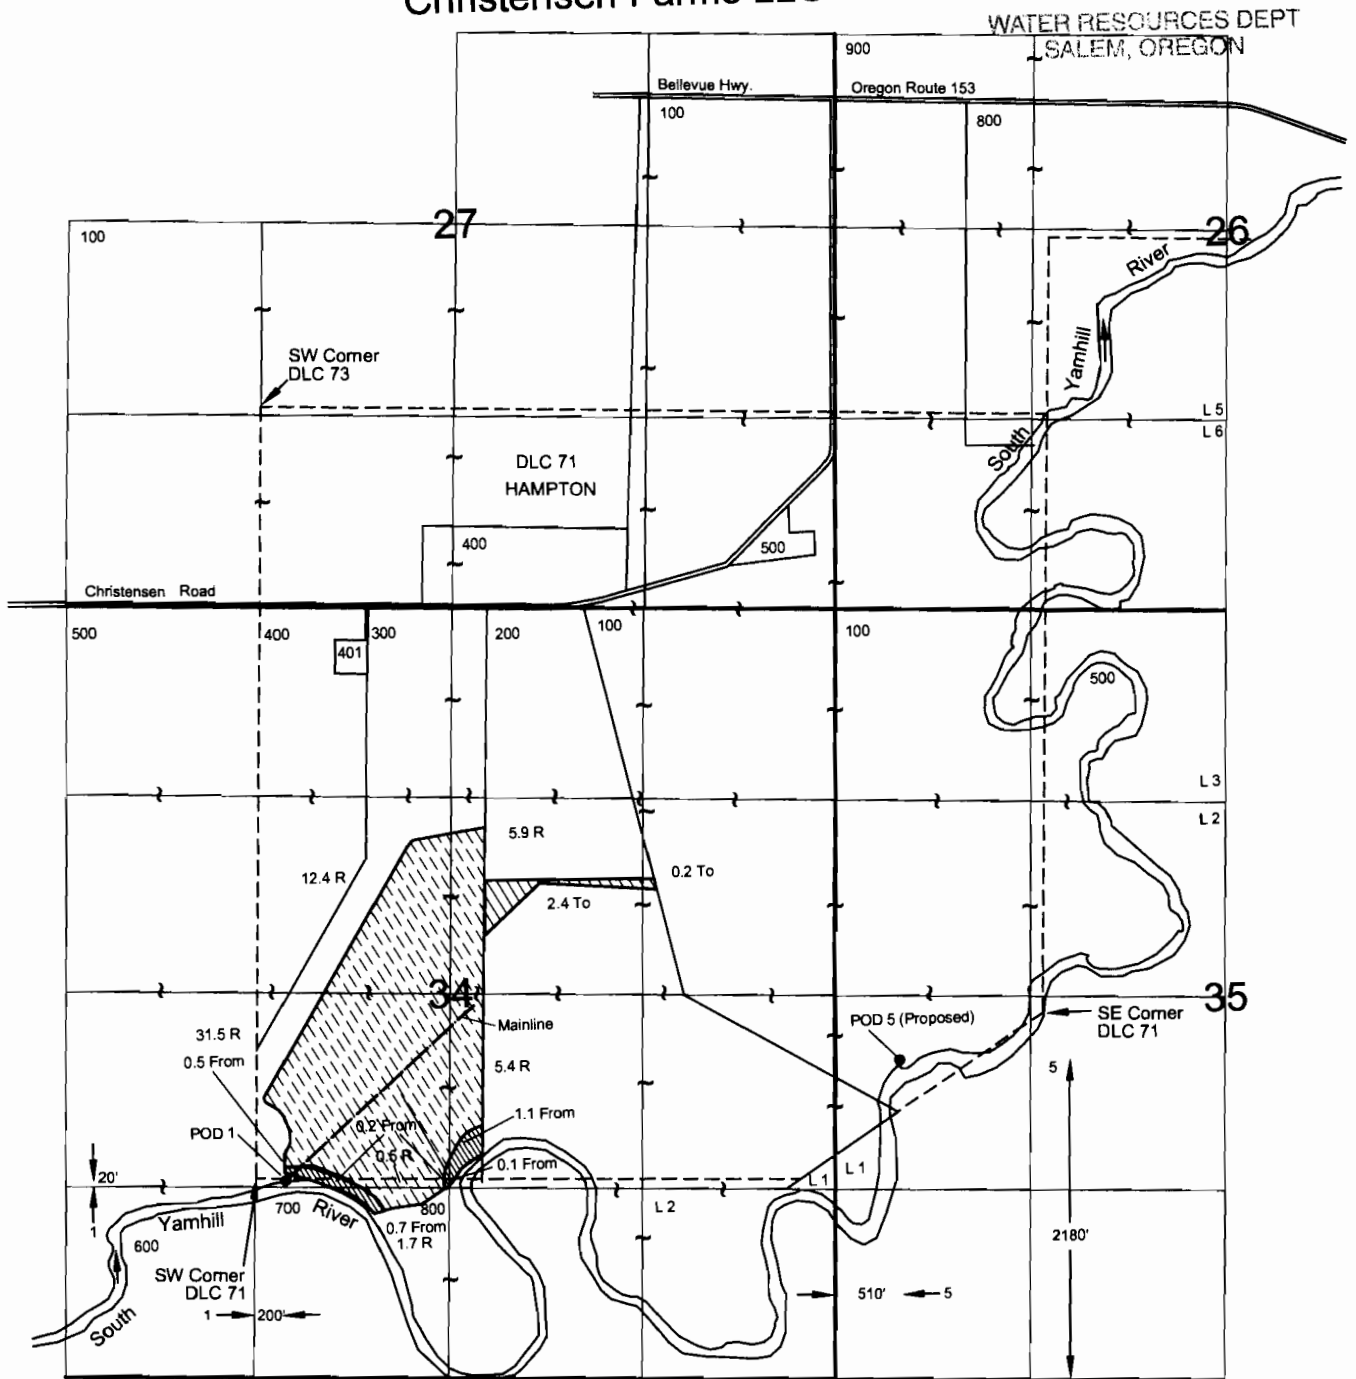 WATER RESOURCES DEPT
SALEM, OREGON
900
Bellevue Hwy.
Oregon Route 153
100
800
27
26
100
River
Yamhill
South
SW Corner
DLC 73
L 5
L 6
DLC 71
HAMPTON
400
500
Christensen Road
500
400
300
200
100
100
401
500
L 3
L 2
5.9 R
12.4 R
0.2 To
2.4 To
34
35
31.5 R
0.5 From
Mainline
POD 5 (Proposed)
SE Corner
DLC 71
5.4 R
5
1.1 From
0.2 From
POD 1
0.5 R
0.1 From
20'
1
L 1
L 1
L 2
700
800
Yamhill
River
0.7 From
1.7 R
600
2180'
SW Corner
DLC 71
1
200'
510'
5
South